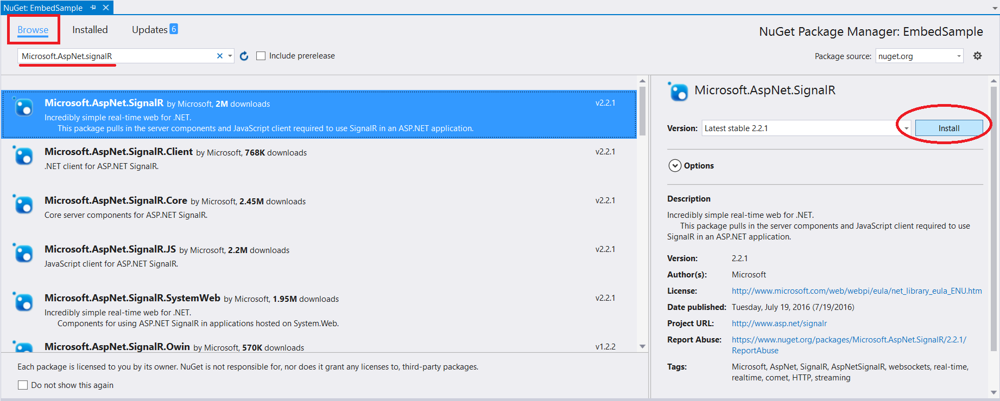 NuGet: EmbedSample
Browse
Installed
Updates 6
NuGet Package Manager: EmbedSample
Microsoft.AspNet.signalR
Include prerelease
Package source: nuget.org
Microsoft.AspNet.SignalR by Microsoft, 2M downloads
v2.2.1
Incredibly simple real-time web for .NET.
This package pulls in the server components and JavaScript client required to use SignalR in an ASP.NET application.
Microsoft.AspNet.SignalR.Client by Microsoft, 768K downloads
v2.2.1
.NET client for ASP.NET SignalR.
Microsoft.AspNet.SignalR.Core by Microsoft, 2.45M downloads
v2.2.1
Core server components for ASP.NET SignalR.
Microsoft.AspNet.SignalR.JS by Microsoft, 2.2M downloads
v2.2.1
JavaScript client for ASP.NET SignalR.
Microsoft.AspNet.SignalR.SystemWeb by Microsoft, 1.95M downloads
v2.2.1
Incredibly simple real-time web for .NET.
Components for using ASP.NET SignalR in applications hosted on System.Web.
Microsoft.AspNet.SignalR.Owin by Microsoft, 570K downloads
v1.2.2
Each package is licensed to you by its owner. NuGet is not responsible for, nor does it grant any licenses to, third-party packages.
Do not show this again
Microsoft.AspNet.SignalR
Version: Latest stable 2.2.1
Install
Options
Description
Incredibly simple real-time web for .NET.
This package pulls in the server components and JavaScript client required to use
SignalR in an ASP.NET application.
Version: 2.2.1
Author(s): Microsoft
License: http://www.microsoft.com/web/webpi/eula/net_library_eula_ENU.htm
Date published: Tuesday, July 19, 2016 (7/19/2016)
Project URL: http://www.asp.net/signalr
Report Abuse: https://www.nuget.org/packages/Microsoft.AspNet.SignalR/2.2.1/
ReportAbuse
Tags: Microsoft, AspNet, SignalR, AspNetSignalR, websockets, real-time,
realtime, comet, HTTP, streaming